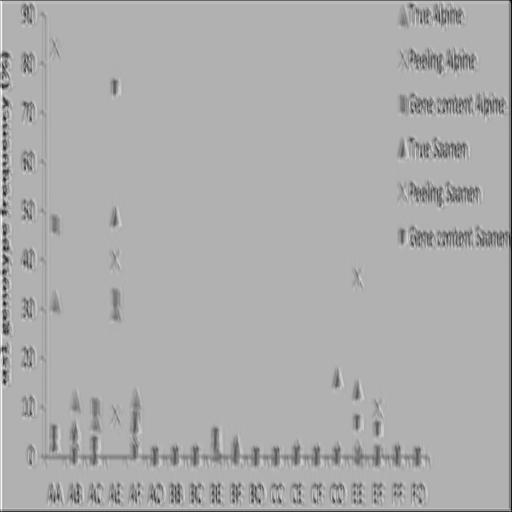 90
True Alpine
Peeling Alpine
80
Gene content Alpine
70
True Saanen
60
Peeling Saanen
50
Gene content Saanen
40
30
20
10
0
AA AB AC AE AF AO BB BC BE BF BO CC CE CF CO EE EF FF FO